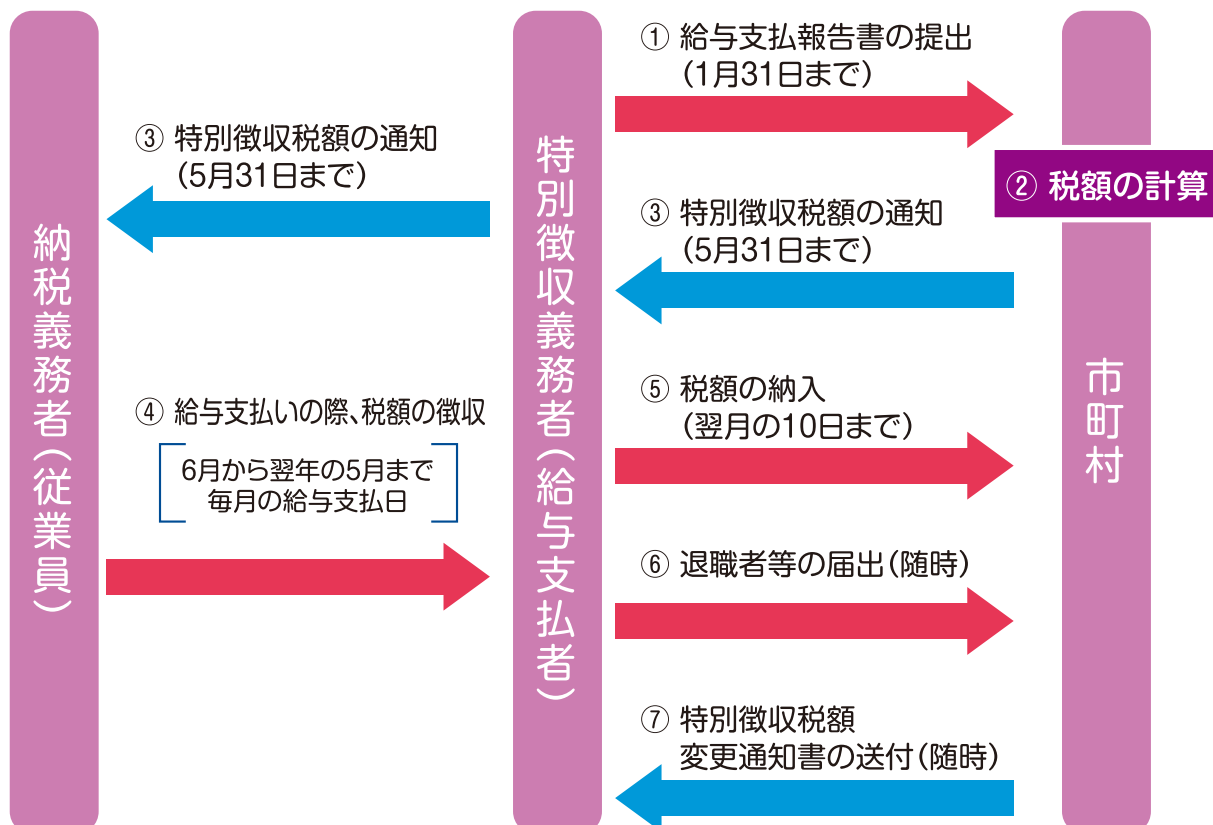 納税義務者(従業員)
③ 特別徴収税額の通知
(5月31日まで)
④ 給与支払いの際、税額の徴収
6月から翌年の5月まで
毎月の給与支払日
特別徴収義務者(給与支払者)
① 給与支払報告書の提出
(1月31日まで)
② 税額の計算
③ 特別徴収税額の通知
(5月31日まで)
⑤ 税額の納入
(翌月の10日まで)
⑥ 退職者等の届出(随時)
⑦ 特別徴収税額
変更通知書の送付(随時)
市町村